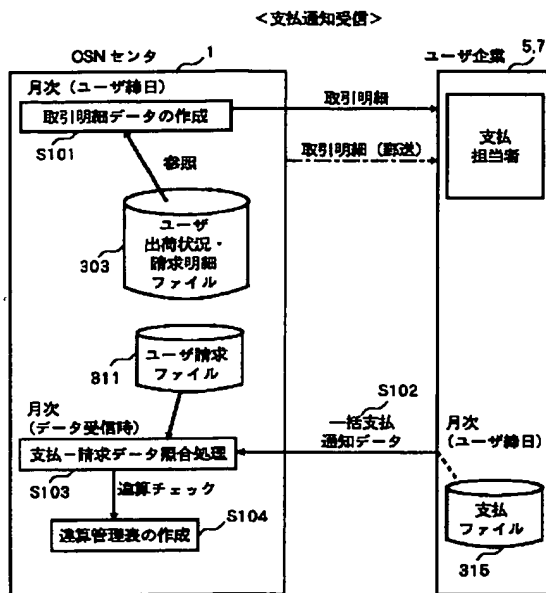 <支払通知受信>
OSNセンタ
1
ユーザ企業
5,7
月次(ユーザ締日)
取引明細データの作成
取引明細
S101
参照
取引明細(郵送)
支払
担当者
ユーザ
出荷状況・
請求明細
ファイル
303
311
ユーザ請求
ファイル
S102
月次
(データ受信時)
一括支払
通知データ
月次
(ユーザ締日)
支払-請求データ照合処理
S103
違算チェック
S104
違算管理表の作成
支払
ファイル
315